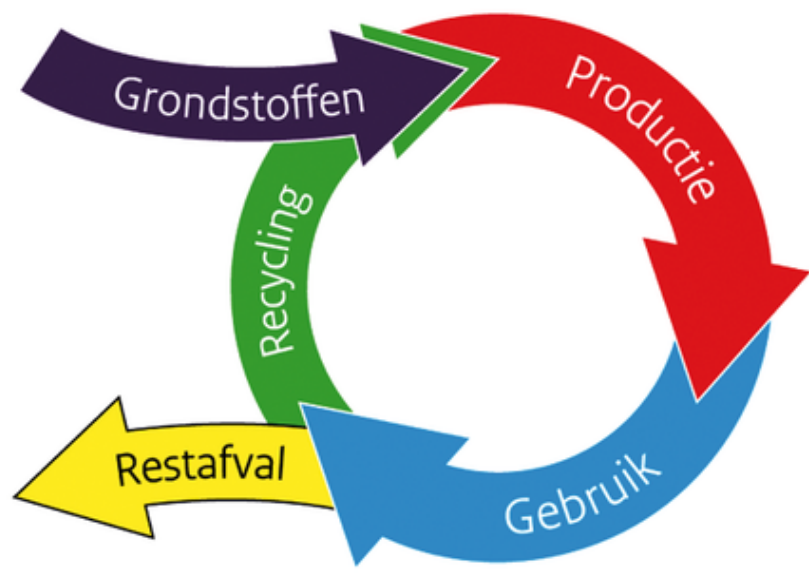 Grondstoffen
Productie
Recycling
Restafval
Gebruik